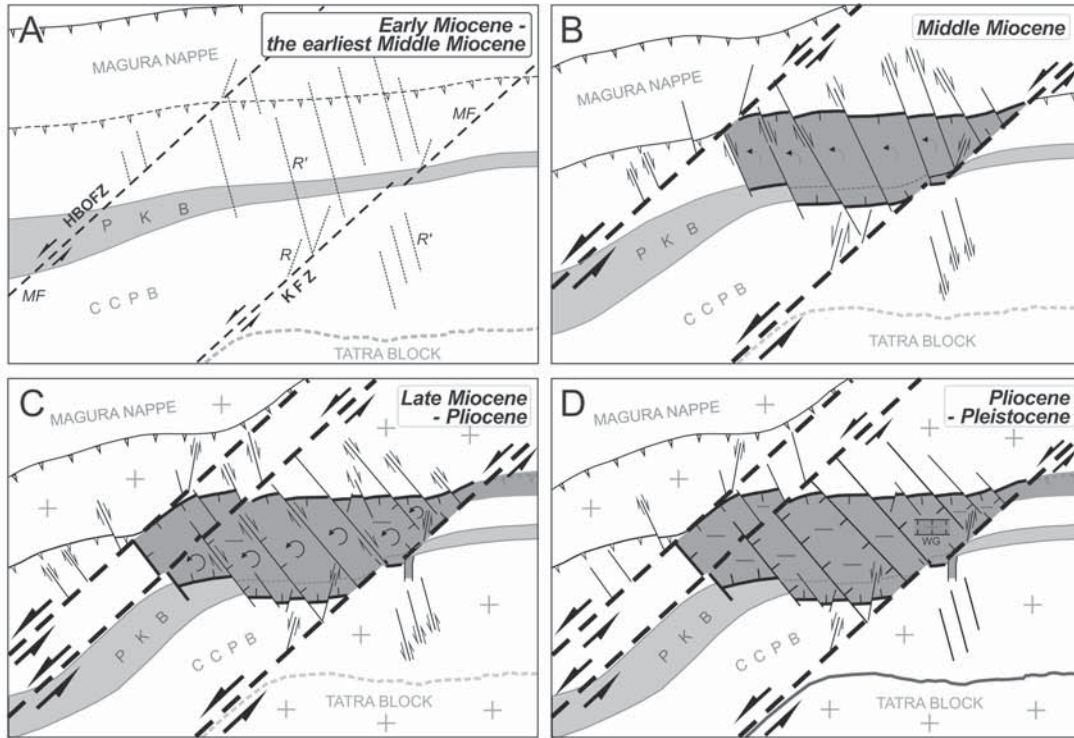 A
Early Miocene -
the earliest Middle Miocene
MAGURA NAPPE
MF
R'
HBOFZ
P K B
R
R'
MF
KFZ
C C P B
TATRA BLOCK
B
Middle Miocene
MAGURA NAPPE
P K B
C C P B
TATRA BLOCK
C
Late Miocene
- Pliocene
MAGURA NAPPE
P K B
C C P B
TATRA BLOCK
D
Pliocene
- Pleistocene
MAGURA NAPPE
WG
P K B
C C P B
TATRA BLOCK